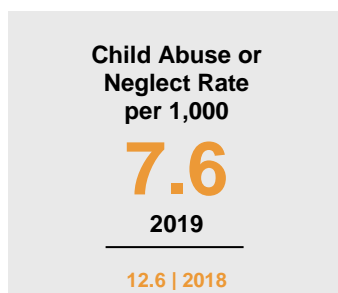 Child Abuse or
Neglect Rate
per 1,000
7.6
2019
12.6 | 2018